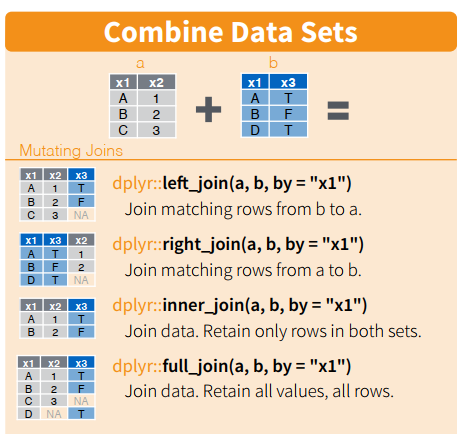 Combine Data Sets
a b
x1 x2 x1 x3
A 1 A T
B 2 + B F =
C 3 D T
Mutating Joins
x1 x2 x3
A 1 T
B 2 F
C 3 NA
dplyr::left_join(a, b, by = "x1")
Join matching rows from b to a.
x1 x3 x2
A T 1
B F 2
D T NA
dplyr::right_join(a, b, by = "x1")
Join matching rows from a to b.
x1 x2 x3
A 1 T
B 2 F
dplyr::inner_join(a, b, by = "x1")
Join data. Retain only rows in both sets.
x1 x2 x3
A 1 T
B 2 F
C 3 NA
D NA T
dplyr::full_join(a, b, by = "x1")
Join data. Retain all values, all rows.